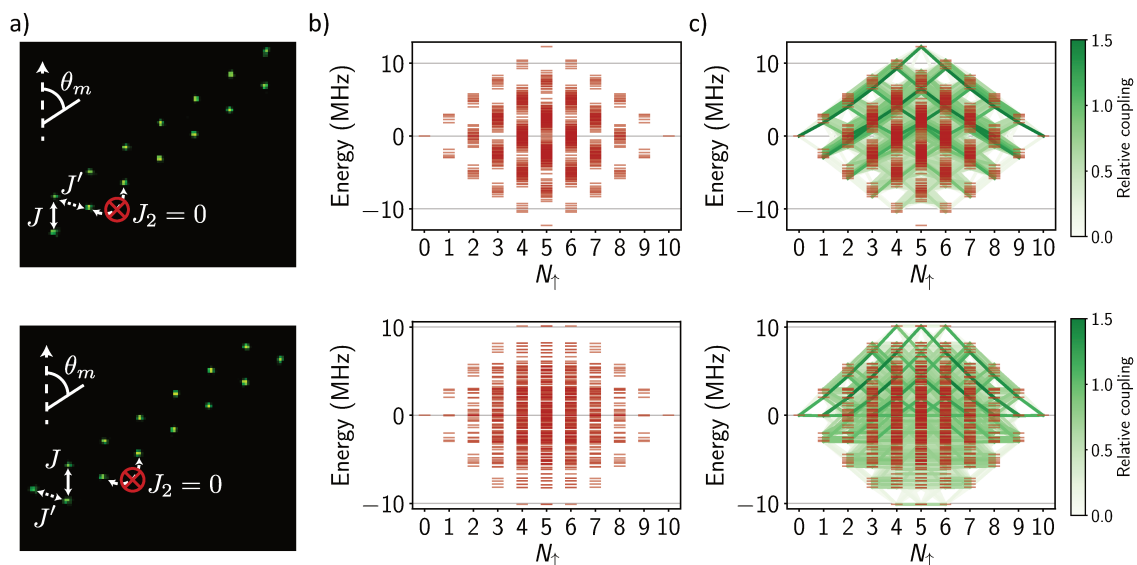 a)
b)
c)
θm
J′
J
J2 = 0
Energy (MHz)
10
0
−10
0 1 2 3 4 5 6 7 8 9 10
N↑
Energy (MHz)
10
0
−10
0 1 2 3 4 5 6 7 8 9 10
N↑
1.5
1.0
0.5
0.0
Relative coupling
θm
J
J′
J2 = 0
Energy (MHz)
10
0
−10
0 1 2 3 4 5 6 7 8 9 10
N↑
Energy (MHz)
10
0
−10
0 1 2 3 4 5 6 7 8 9 10
N↑
1.5
1.0
0.5
0.0
Relative coupling